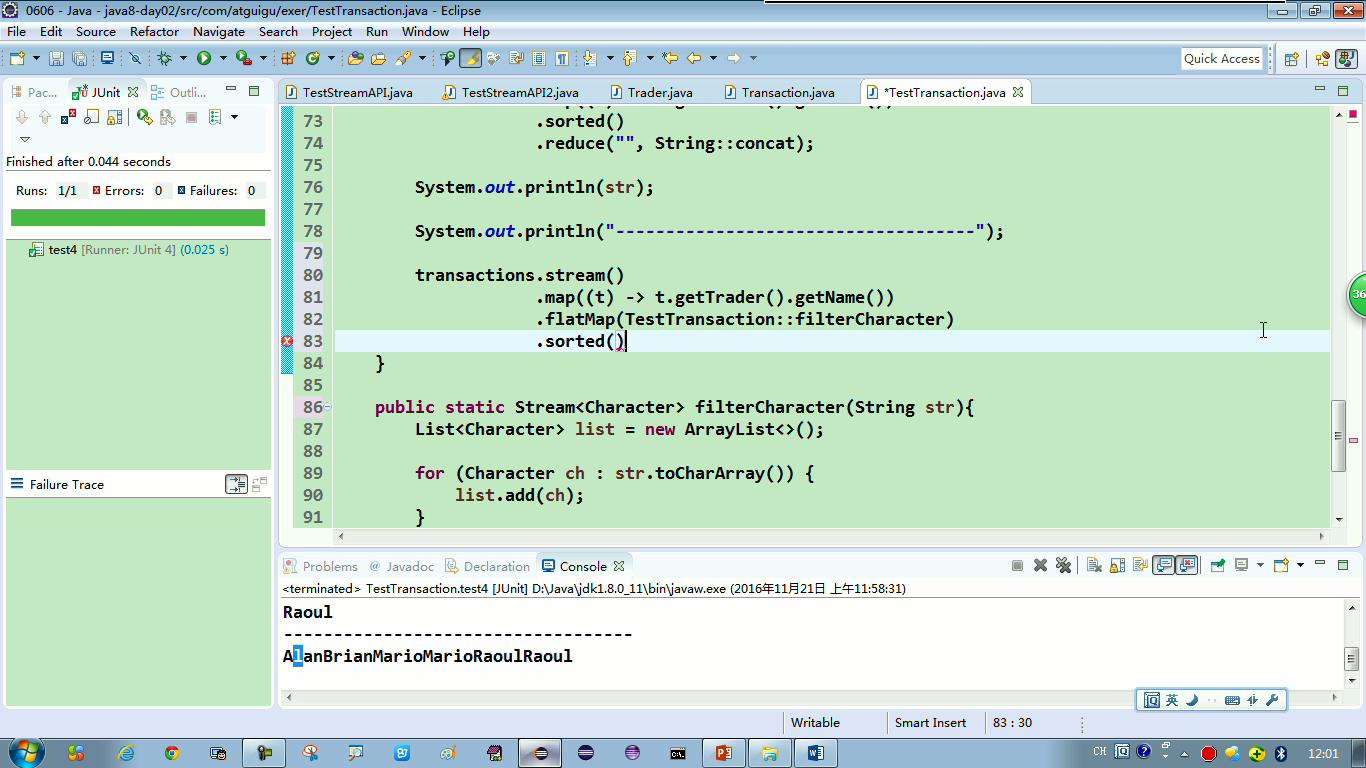 0606 - Java - java8-day02/src/com/atguigu/exer/TestTransaction.java - Eclipse
File Edit Source Refactor Navigate Search Project Run Window Help
Quick Access
Pac... JUnit Outli...
TestStreamAPI.java TestStreamAPI2.java Trader.java Transaction.java *TestTransaction.java
Finished after 0.044 seconds
Runs: 1/1 Errors: 0 Failures: 0
test4 [Runner: JUnit 4] (0.025 s)
Failure Trace
73 .sorted()
74 .reduce("", String::concat);
75
76 System.out.println(str);
77
78 System.out.println("------------------------------------");
79
80 transactions.stream()
81 .map((t) -> t.getTrader().getName())
82 .flatMap(TestTransaction::filterCharacter)
83 .sorted()
84 }
85
86 public static Stream<Character> filterCharacter(String str){
87 List<Character> list = new ArrayList<>();
88
89 for (Character ch : str.toCharArray()) {
90 list.add(ch);
91 }
36
Problems @ Javadoc Declaration Console
<terminated> TestTransaction.test4 [JUnit] D:\Java\jdk1.8.0_11\bin\javaw.exe (2016年11月21日 上午11:58:31)
Raoul
-----------------------------------
AlanBrianMarioMarioRaoulRaoul
英
Writable Smart Insert 83 : 30
CH 12:01